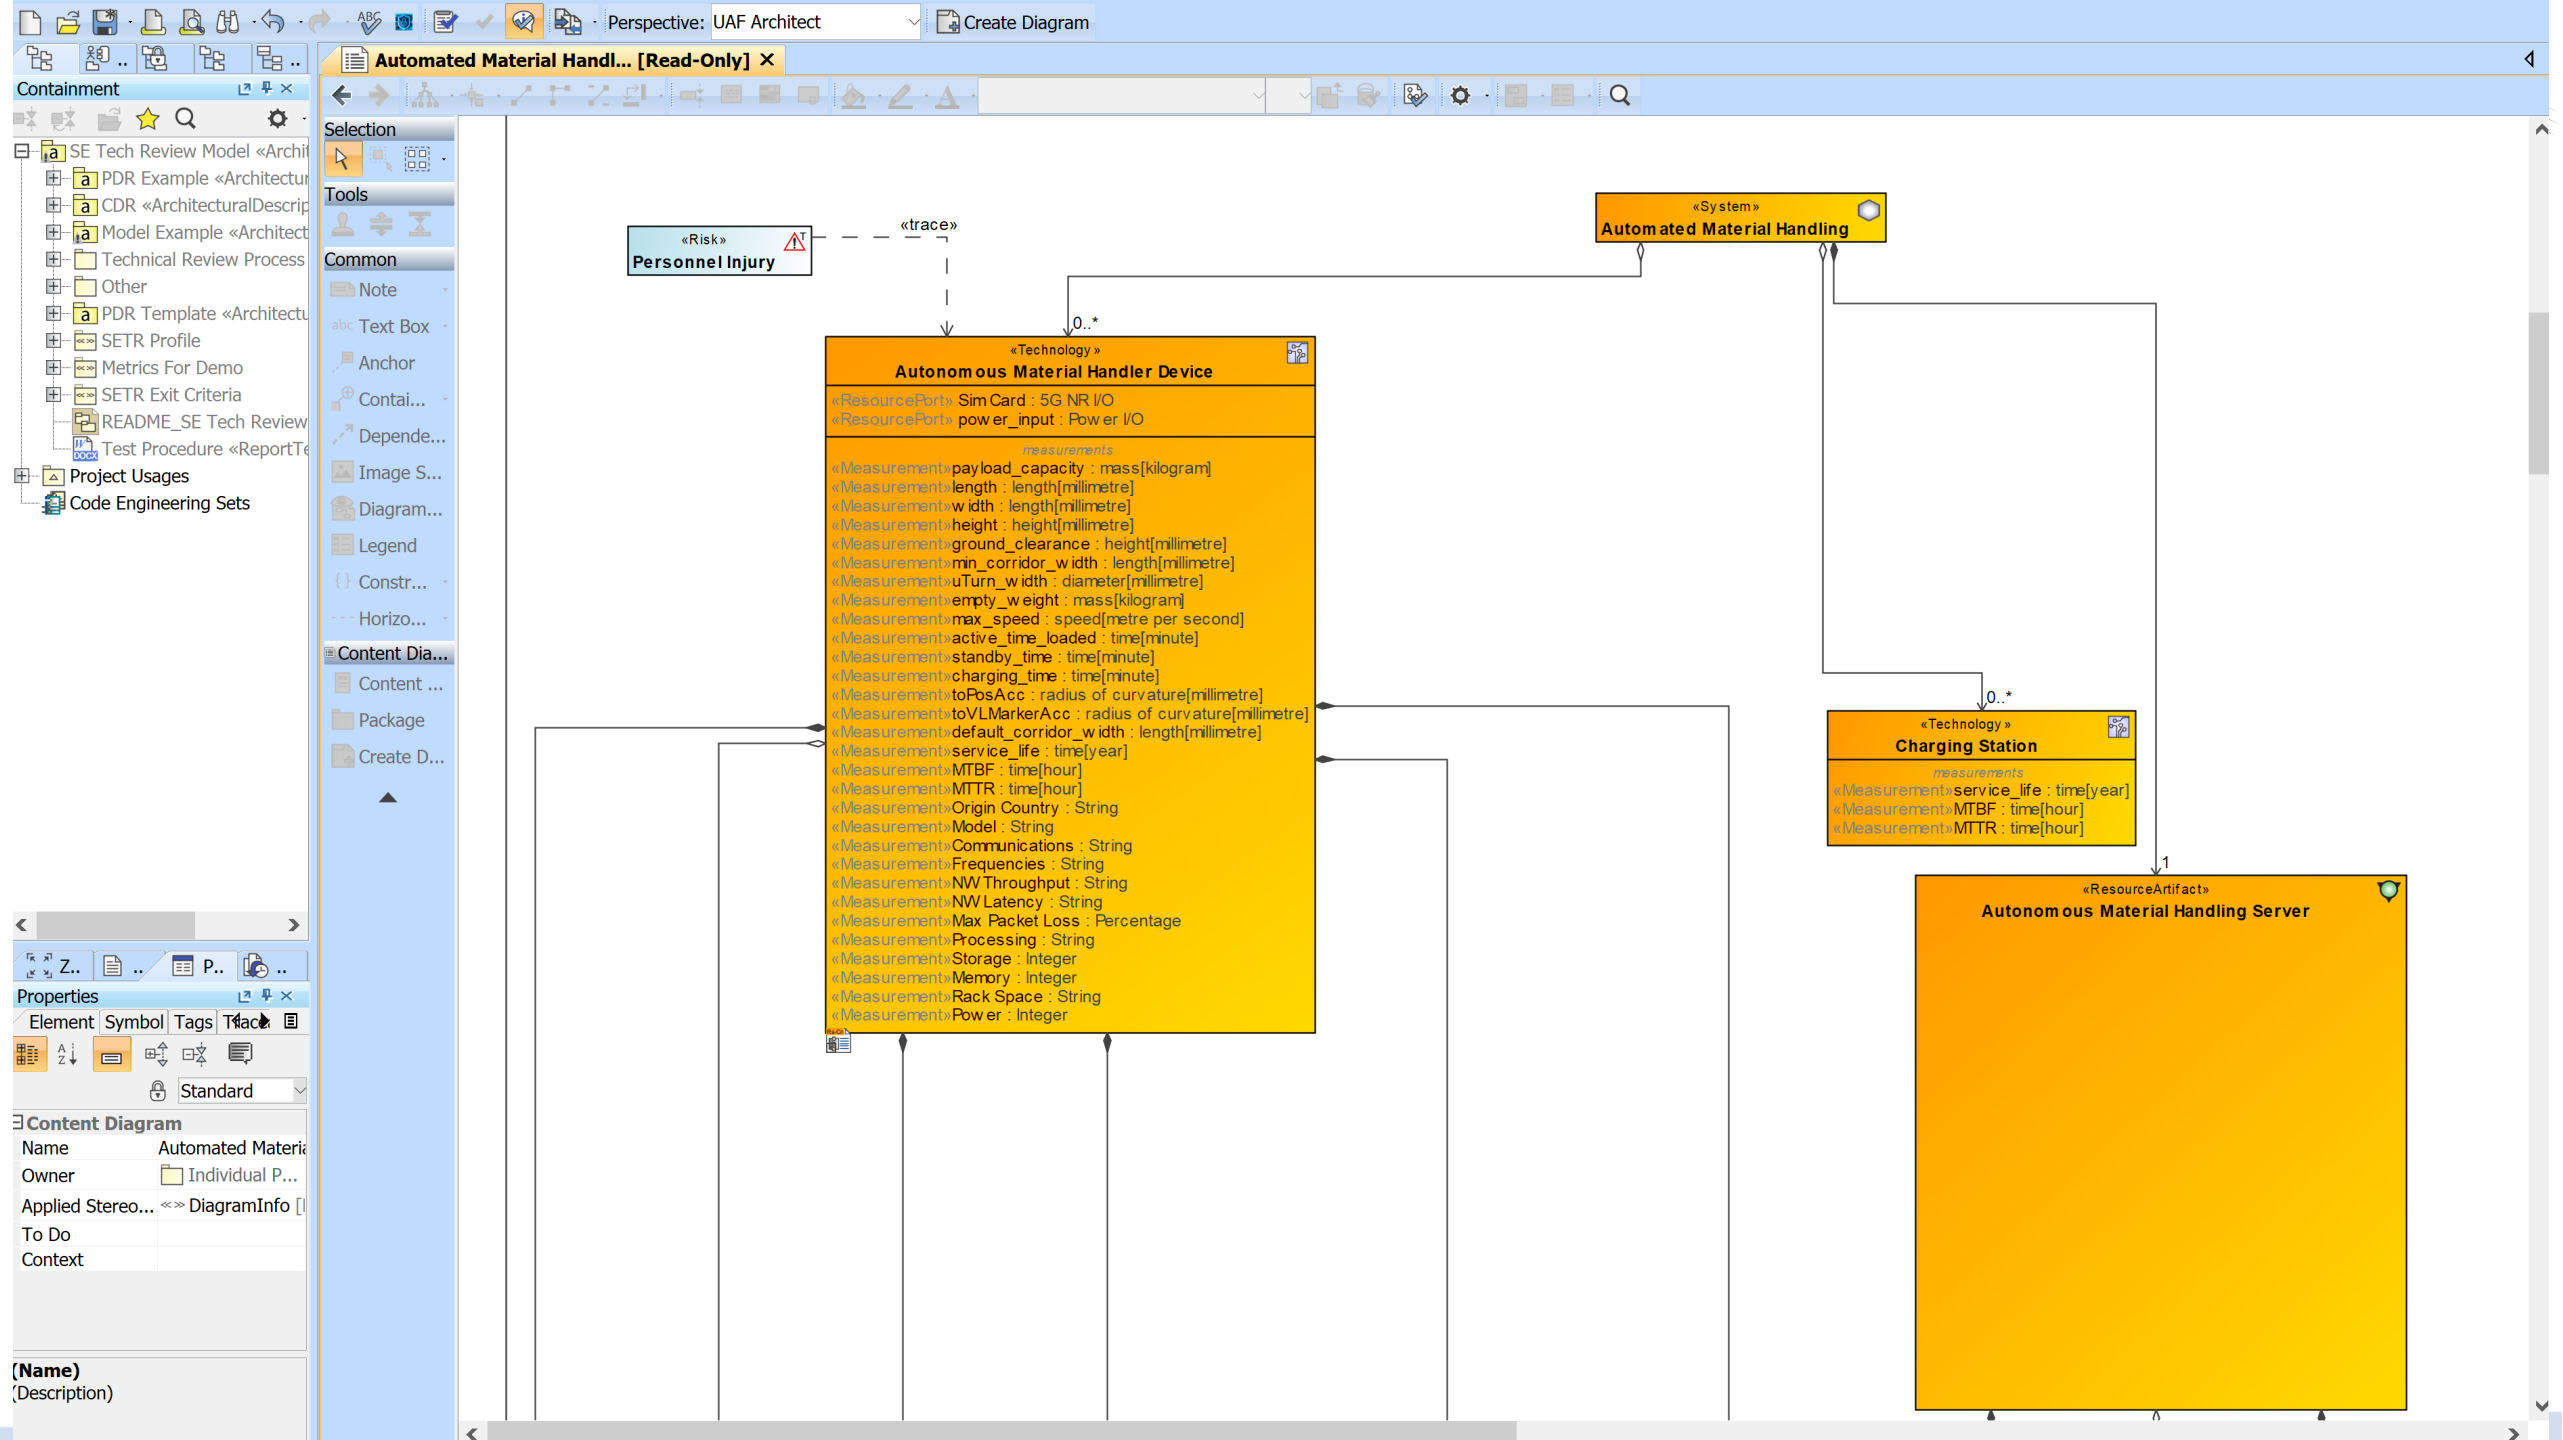 Perspective: UAF Architect Create Diagram
Automated Material Handl... [Read-Only]
Containment
SE Tech Review Model «Archit
PDR Example «Architectur
CDR «ArchitecturalDescrip
Model Example «Architect
Technical Review Process
Other
PDR Template «Architectu
SETR Profile
Metrics For Demo
SETR Exit Criteria
README_SE Tech Review
Test Procedure «ReportTe
Project Usages
Code Engineering Sets
Z.. .. P.. ..
Properties
Element Symbol Tags
Standard
Content Diagram
Name Automated Materia
Owner Individual P...
Applied Stereo... «» DiagramInfo [
To Do
Context
(Name)
(Description)
Selection
Tools
Common
Note
abc Text Box
Anchor
Contai...
Depende...
Image S...
Diagram...
Legend
Constr...
Horizo...
Content Dia...
Content ...
Package
Create D...
«Risk»
Personnel Injury
«trace»
«System»
Automated Material Handling
0..*
«Technology»
Autonomous Material Handler Device
«ResourcePort» Sim Card : 5G NR I/O
«ResourcePort» power_input : Power I/O
measurements
«Measurement»payload_capacity : mass[kilogram]
«Measurement»length : length[millimetre]
«Measurement»width : length[millimetre]
«Measurement»height : height[millimetre]
«Measurement»ground_clearance : height[millimetre]
«Measurement»min_corridor_width : length[millimetre]
«Measurement»uTurn_width : diameter[millimetre]
«Measurement»empty_weight : mass[kilogram]
«Measurement»max_speed : speed[metre per second]
«Measurement»active_time_loaded : time[minute]
«Measurement»standby_time : time[minute]
«Measurement»charging_time : time[minute]
«Measurement»toPosAcc : radius of curvature[millimetre]
«Measurement»toVLMarkerAcc : radius of curvature[millimetre]
«Measurement»default_corridor_width : length[millimetre]
«Measurement»service_life : time[year]
«Measurement»MTBF : time[hour]
«Measurement»MTTR : time[hour]
«Measurement»Origin Country : String
«Measurement»Model : String
«Measurement»Communications : String
«Measurement»Frequencies : String
«Measurement»NW Throughput : String
«Measurement»NW Latency : String
«Measurement»Max Packet Loss : Percentage
«Measurement»Processing : String
«Measurement»Storage : Integer
«Measurement»Memory : Integer
«Measurement»Rack Space : String
«Measurement»Power : Integer
0..*
«Technology»
Charging Station
measurements
«Measurement»service_life : time[year]
«Measurement»MTBF : time[hour]
«Measurement»MTTR : time[hour]
1
«ResourceArtifact»
Autonomous Material Handling Server